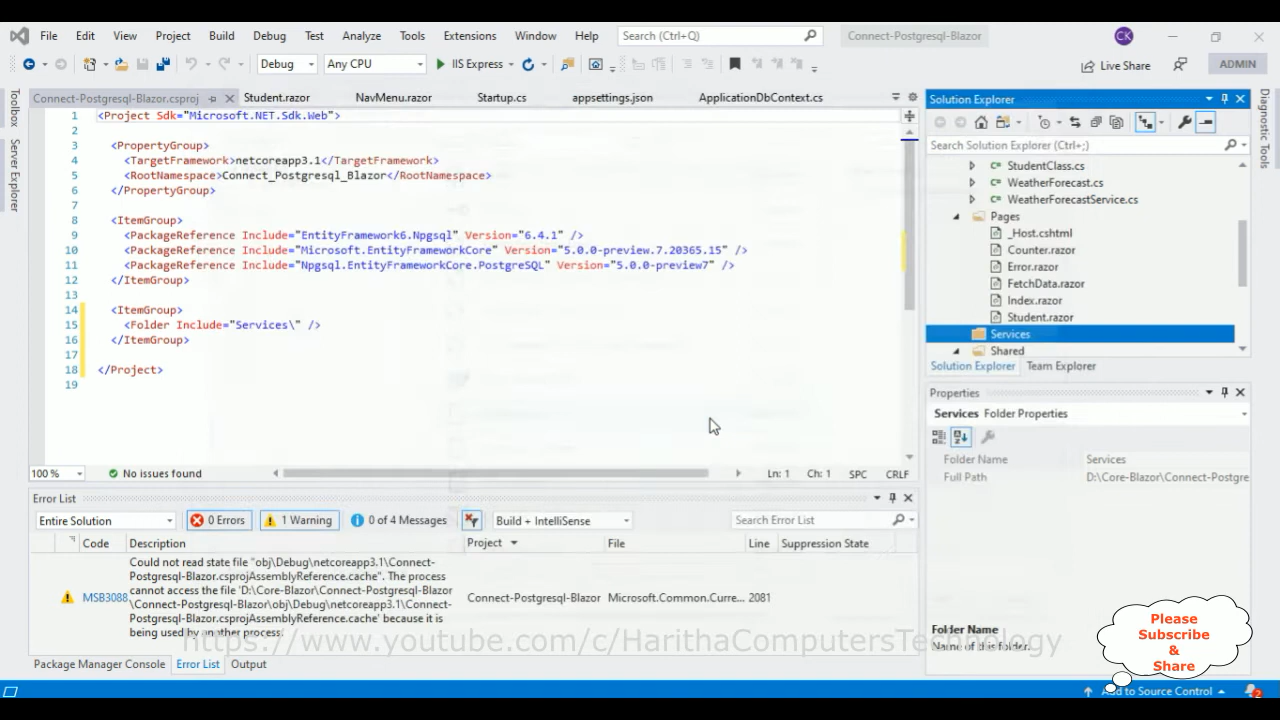 File Edit View Project Build Debug Test Analyze Tools Extensions Window Help Search (Ctrl+Q) Connect-Postgresql-Blazor CK
Debug Any CPU IIS Express Live Share ADMIN
Toolbox
Server Explorer
Diagnostic Tools
Connect-Postgresql-Blazor.csproj Student.razor NavMenu.razor Startup.cs appsettings.json ApplicationDbContext.cs
1 <Project Sdk="Microsoft.NET.Sdk.Web">
2
3 <PropertyGroup>
4 <TargetFramework>netcoreapp3.1</TargetFramework>
5 <RootNamespace>Connect_Postgresql_Blazor</RootNamespace>
6 </PropertyGroup>
7
8 <ItemGroup>
9 <PackageReference Include="EntityFramework6.Npgsql" Version="6.4.1" />
10 <PackageReference Include="Microsoft.EntityFrameworkCore" Version="5.0.0-preview.7.20365.15" />
11 <PackageReference Include="Npgsql.EntityFrameworkCore.PostgreSQL" Version="5.0.0-preview7" />
12 </ItemGroup>
13
14 <ItemGroup>
15 <Folder Include="Services\" />
16 </ItemGroup>
17
18 </Project>
19
100 % No issues found Ln: 1 Ch: 1 SPC CRLF
Solution Explorer
Search Solution Explorer (Ctrl+;)
StudentClass.cs
WeatherForecast.cs
WeatherForecastService.cs
Pages
_Host.cshtml
Counter.razor
Error.razor
FetchData.razor
Index.razor
Student.razor
Services
Shared
Solution Explorer Team Explorer
Properties
Services Folder Properties
Folder Name Services
Full Path D:\Core-Blazor\Connect-Postgre
Folder Name
Name of this folder.
Error List
Entire Solution 0 Errors 1 Warning 0 of 4 Messages Build + IntelliSense Search Error List
Code Description Project File Line Suppression State
MSB3088 Could not read state file "obj\Debug\netcoreapp3.1\Connect-
Postgresql-Blazor.csprojAssemblyReference.cache". The process
cannot access the file 'D:\Core-Blazor\Connect-Postgresql-Blazor
\Connect-Postgresql-Blazor\obj\Debug\netcoreapp3.1\Connect-
Postgresql-Blazor.csprojAssemblyReference.cache' because it is
being used by another process.
Connect-Postgresql-Blazor Microsoft.Common.Curre... 2081
https://www.youtube.com/c/HarithaComputersTechnology
Package Manager Console Error List Output
Please
Subscribe
&
Share
Add to Source Control 2